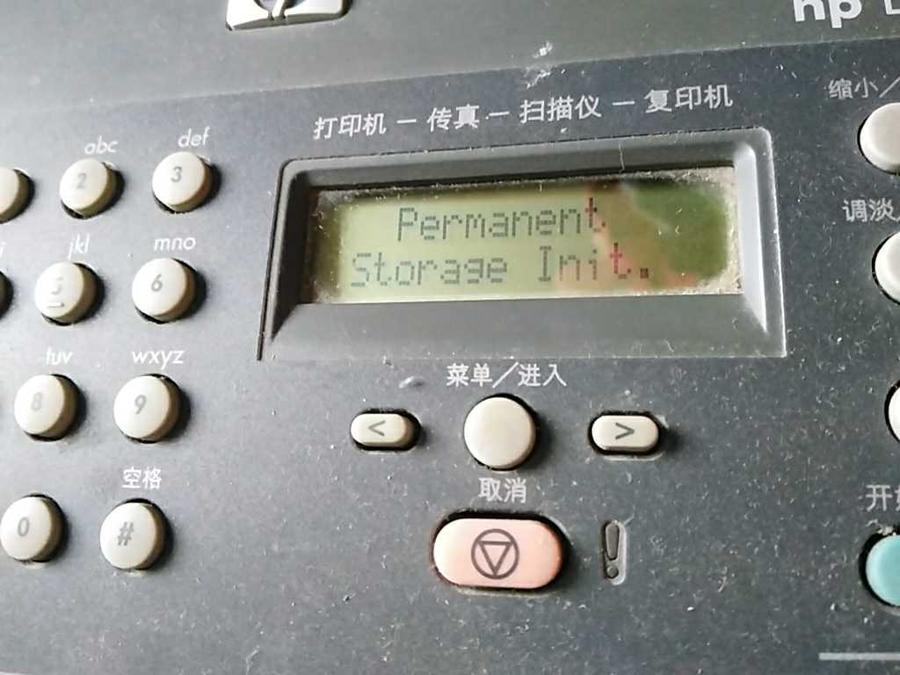 hp
打印机 — 传真 — 扫描仪 — 复印机
缩小/
abc
def
2
3
Permanent
Storage Init.
调淡
jkl
mno
5
6
tuv
wxyz
8
9
菜单/进入
<
>
空格
取消
0
#
开始